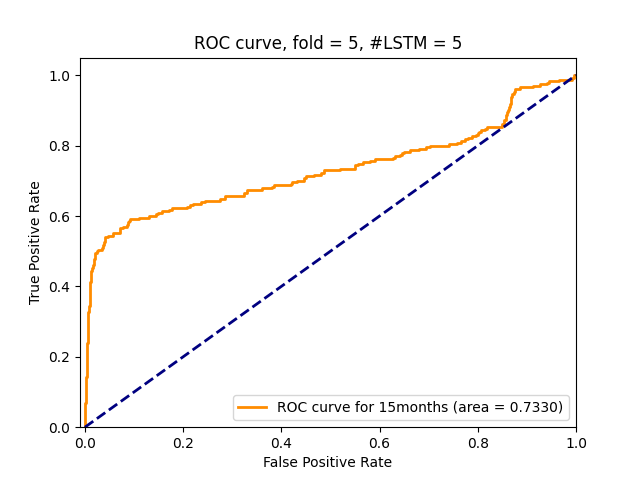 ROC curve, fold = 5, #LSTM = 5
1.0
0.8
0.6
0.4
0.2
0.0
True Positive Rate
ROC curve for 15months (area = 0.7330)
0.0 0.2 0.4 0.6 0.8 1.0
False Positive Rate